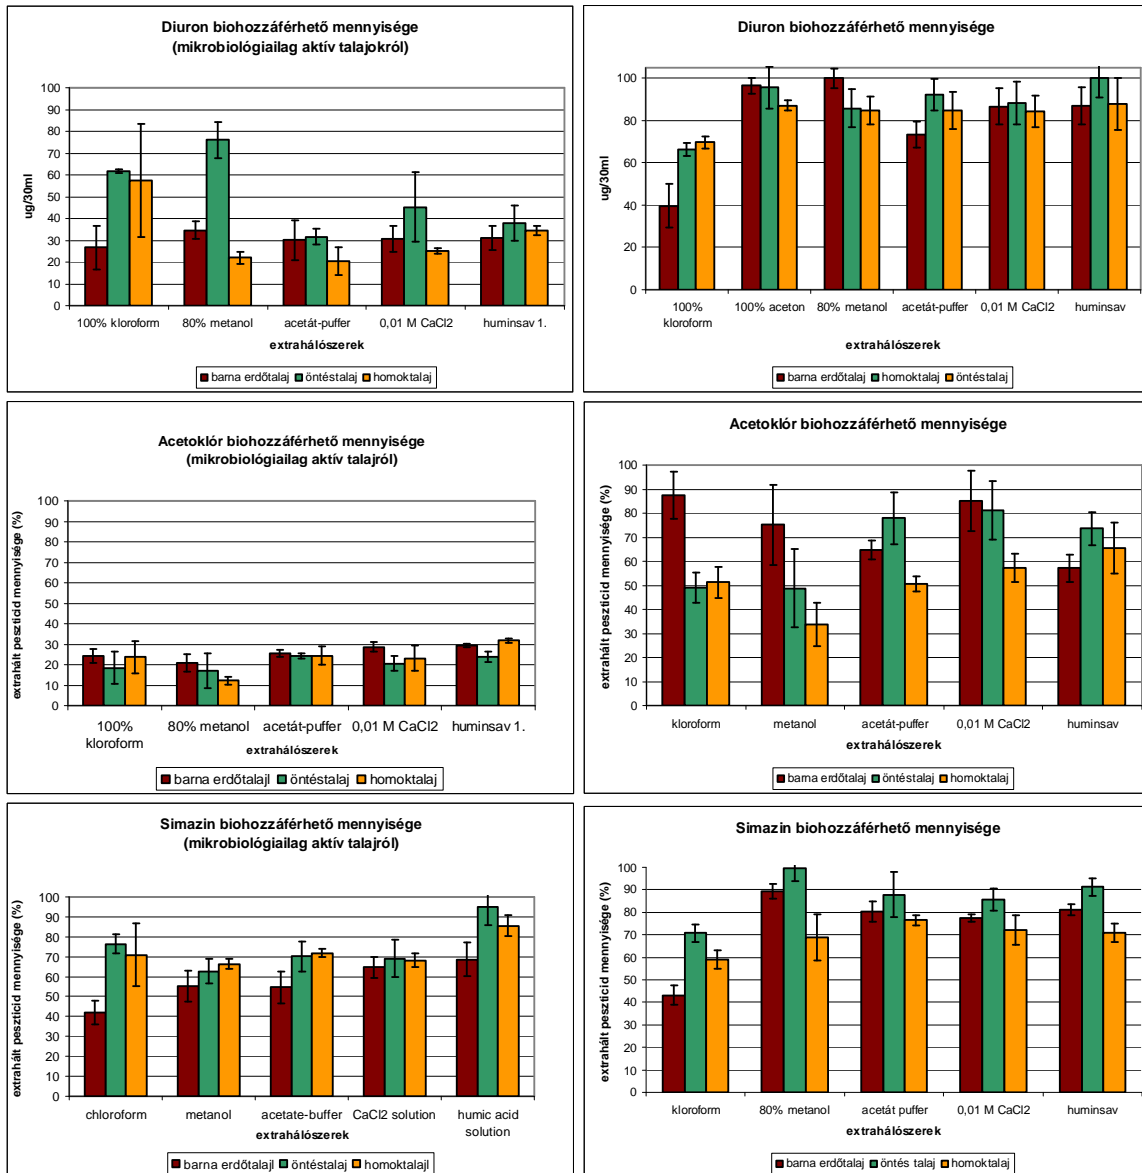 Diuron biohozzáférhető mennyisége
(mikrobiológiailag aktív talajokról)
ug/30ml
100
90
80
70
60
50
40
30
20
10
0
100% kloroform 80% metanol acetát-puffer 0,01 M CaCl2 huminsav 1.
extrahálószerek
barna erdőtalaj öntéstalaj homoktalaj
Diuron biohozzáférhető mennyisége
ug/30ml
100
80
60
40
20
0
100% 100% aceton 80% metanol acetát-puffer 0,01 M CaCl2 huminsav
kloroform
extrahálószerek
barna erdőtalaj homoktalaj öntéstalaj
Acetoklór biohozzáférhető mennyisége
(mikrobiológiailag aktív talajról)
extrahált peszticid mennyisége (%)
100
90
80
70
60
50
40
30
20
10
0
100% 80% metanol acetát-puffer 0,01 M CaCl2 huminsav 1.
kloroform
extrahálószerek
barna erdőtalajl öntéstalaj homoktalaj
Acetoklór biohozzáférhető mennyisége
extrahált peszticid mennyisége (%)
100
90
80
70
60
50
40
30
20
10
0
kloroform metanol acetát-puffer 0,01 M CaCl2 huminsav
extrahálószerek
barna erdőtalaj öntéstalaj homoktalaj
Simazin biohozzáférhető mennyisége
(mikrobiológiailag aktív talajról)
extrahált peszticid mennyisége (%)
100
90
80
70
60
50
40
30
20
10
0
chloroform metanol acetate-buffer CaCl2 solution humic acid
solution
extrahálószerek
barna erdőtalajl öntéstalaj homoktalajl
Simazin biohozzáférhető mennyisége
extrahált peszticid mennyisége (%)
100
90
80
70
60
50
40
30
20
10
0
kloroform 80% metanol acetát puffer 0,01 M CaCl2 huminsav
extrahálószerek
barna erdőtalaj öntés talaj homoktalaj